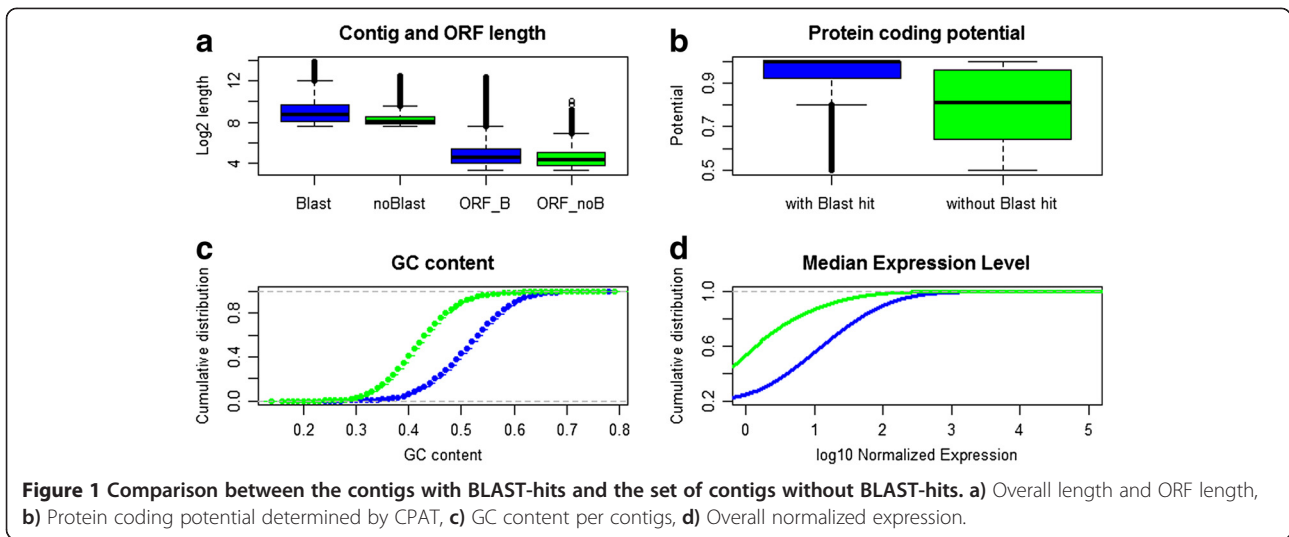 a
Contig and ORF length
Log2 length
12
8
4
Blast noBlast ORF_B ORF_noB
b
Protein coding potential
Potential
0.9
0.7
0.5
with Blast hit without Blast hit
c
GC content
Cumulative distribution
0.8
0.4
0.0
0.2 0.3 0.4 0.5 0.6 0.7 0.8
GC content
d
Median Expression Level
Cumulative distribution
1.0
0.6
0.2
0 1 2 3 4 5
log10 Normalized Expression
Figure 1 Comparison between the contigs with BLAST-hits and the set of contigs without BLAST-hits. a) Overall length and ORF length,
b) Protein coding potential determined by CPAT, c) GC content per contigs, d) Overall normalized expression.